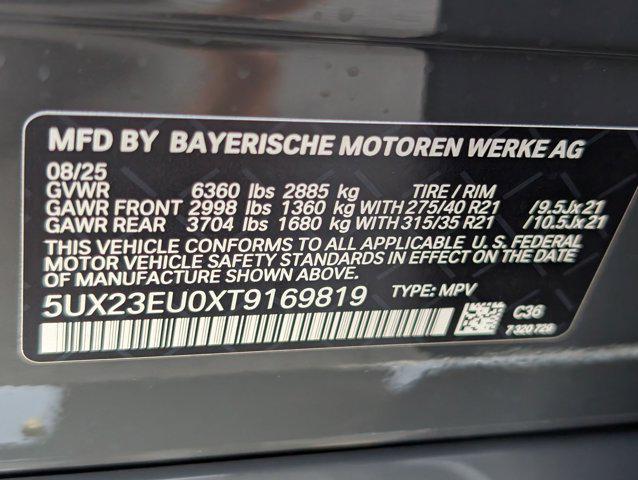 MFD BY BAYERISCHE MOTOREN WERKE AG
08/25
GVWR 6360 lbs 2885 kg TIRE / RIM
GAWR FRONT 2998 lbs 1360 kg WITH 275/40 R21 /9.5Jx21
GAWR REAR 3704 lbs 1680 kg WITH 315/35 R21 /10.5Jx21
THIS VEHICLE CONFORMS TO ALL APPLICABLE U. S. FEDERAL
MOTOR VEHICLE SAFETY STANDARDS IN EFFECT ON THE DATE
OF MANUFACTURE SHOWN ABOVE.
5UX23EU0XT9169819 TYPE: MPV
C36
7 320 729